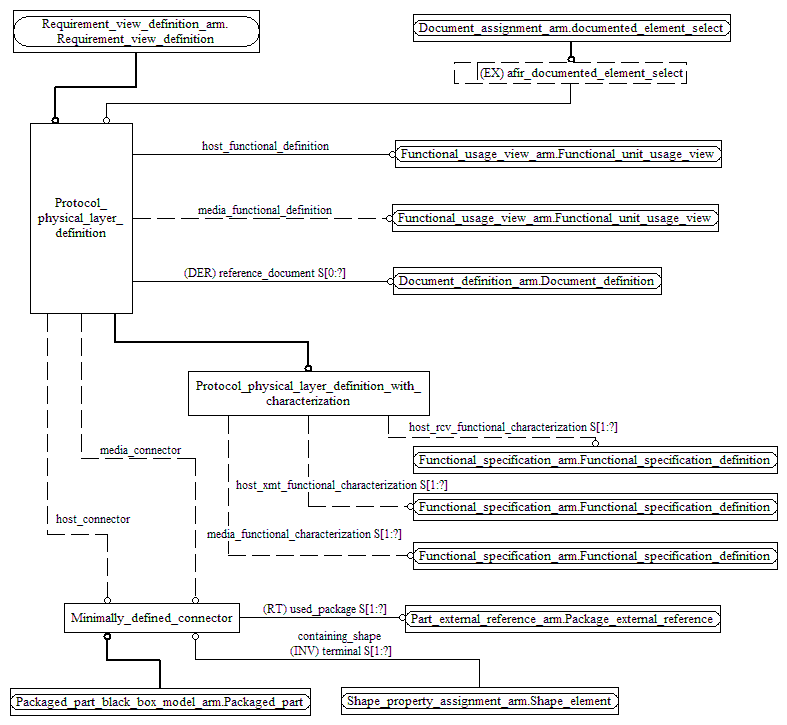 Requirement_view_definition_arm.
Requirement_view_definition
Document_assignment_arm.documented_element_select
(EX) afir_documented_element_select
host_functional_definition
Functional_usage_view_arm.Functional_unit_usage_view
Protocol_
physical_layer_
definition
media_functional_definition
Functional_usage_view_arm.Functional_unit_usage_view
(DER) reference_document S[0:?]
Document_definition_arm.Document_definition
Protocol_physical_layer_definition_with_
characterization
host_rcv_functional_characterization S[1:?]
media_connector
Functional_specification_arm.Functional_specification_definition
host_xmt_functional_characterization S[1:?]
Functional_specification_arm.Functional_specification_definition
host_connector
media_functional_characterization S[1:?]
Functional_specification_arm.Functional_specification_definition
Minimally_defined_connector
(RT) used_package S[1:?]
Part_external_reference_arm.Package_external_reference
containing_shape
(INV) terminal S[1:?]
Packaged_part_black_box_model_arm.Packaged_part
Shape_property_assignment_arm.Shape_element